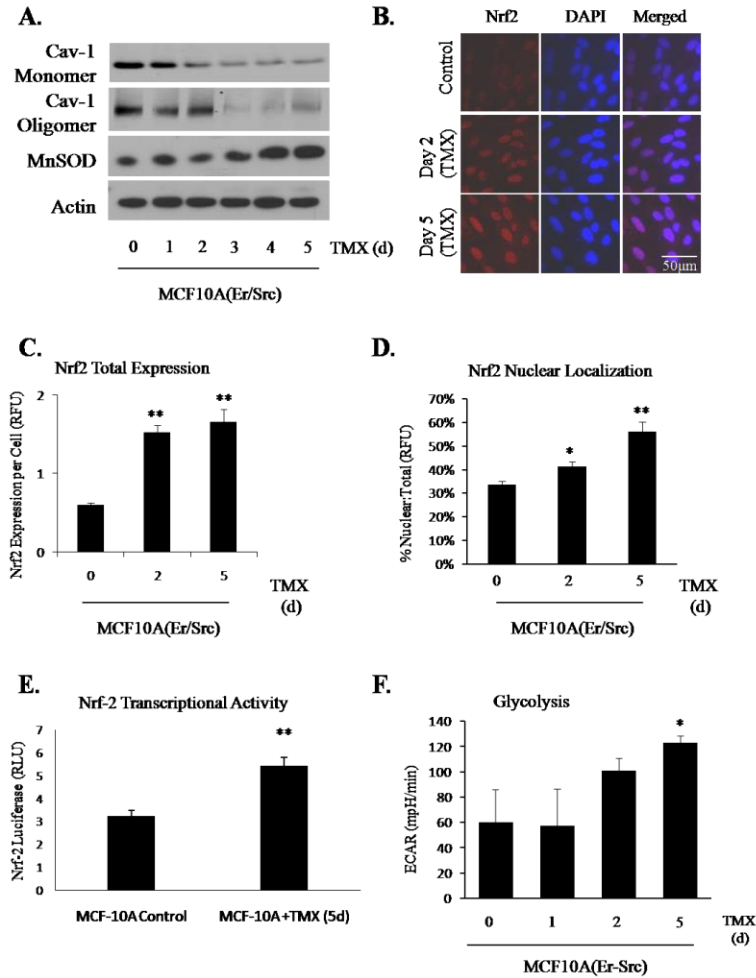 A.
Cav-1
Monomer
Cav-1
Oligomer
MnSOD
Actin
0 1 2 3 4 5 TMX (d)
MCF10A(Er/Src)
B.
Nrf2 DAPI Merged
Control
Day 2
(TMX)
Day 5
(TMX)
50μm
C.
Nrf2 Total Expression
Nrf2 Expression per Cell (RFU)
2
1
0
**
**
0 2 5 TMX
(d)
MCF10A(Er/Src)
D.
Nrf2 Nuclear Localization
% Nuclear:Total (RFU)
70%
60%
50%
40%
30%
20%
10%
0%
*
**
0 2 5 TMX
(d)
MCF10A(Er/Src)
E.
Nrf-2 Transcriptional Activity
Nrf-2 Luciferase (RLU)
7
6
5
4
3
2
1
0
**
MCF-10A Control MCF-10A+TMX (5d)
F.
Glycolysis
ECAR (mpH/min)
140
120
100
80
60
40
20
0
*
0 1 2 5 TMX
(d)
MCF10A(Er-Src)